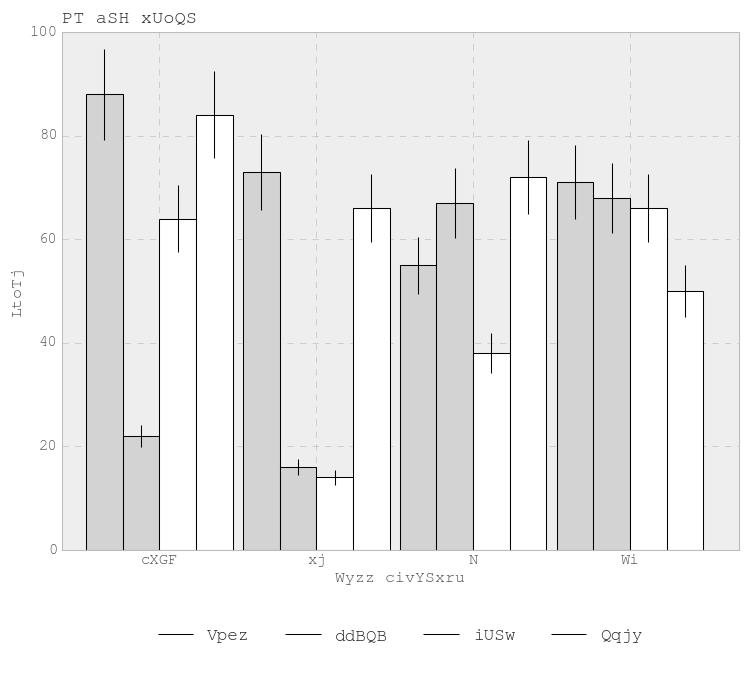 PT aSH xUoQS
100
80
60
40
20
0
LtoTj
cXGF xj N Wi
Wyzz civYSxru
Vpez ddBQB iUSw Qqjy